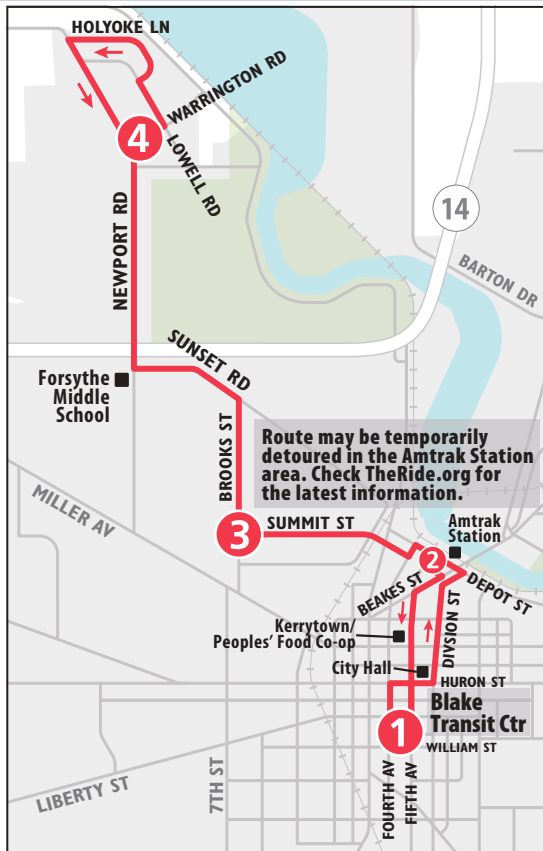 HOLYOKE LN
WARRINGTON RD
4
LOWELL RD
NEWPORT RD
14
BARTON DR
SUNSET RD
Forsythe
Middle
School
BROOKS ST
Route may be temporarily
detoured in the Amtrak Station
area. Check TheRide.org for
the latest information.
MILLER AV
3
SUMMIT ST
Amtrak
Station
2
BEAKES ST
DEPOT ST
DIVSION ST
Kerrytown/
Peoples' Food Co-op
City Hall
HURON ST
Blake
Transit Ctr
1
WILLIAM ST
FOURTH AV
FIFTH AV
7TH ST
LIBERTY ST